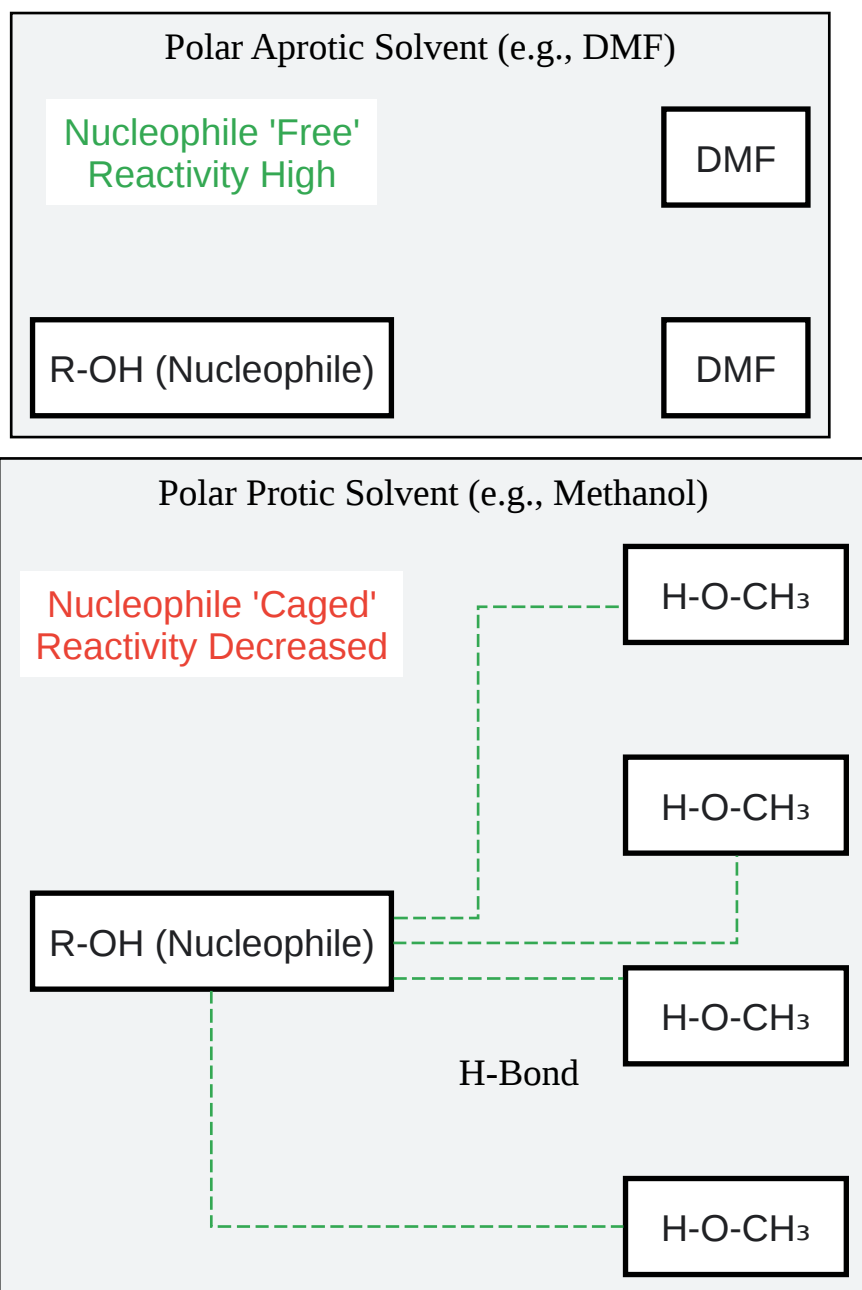 Polar Aprotic Solvent (e.g., DMF)
Nucleophile 'Free'
Reactivity High
DMF
R-OH (Nucleophile)
DMF
Polar Protic Solvent (e.g., Methanol)
Nucleophile 'Caged'
Reactivity Decreased
H-O-CH₃
H-O-CH₃
R-OH (Nucleophile)
H-O-CH₃
H-Bond
H-O-CH₃